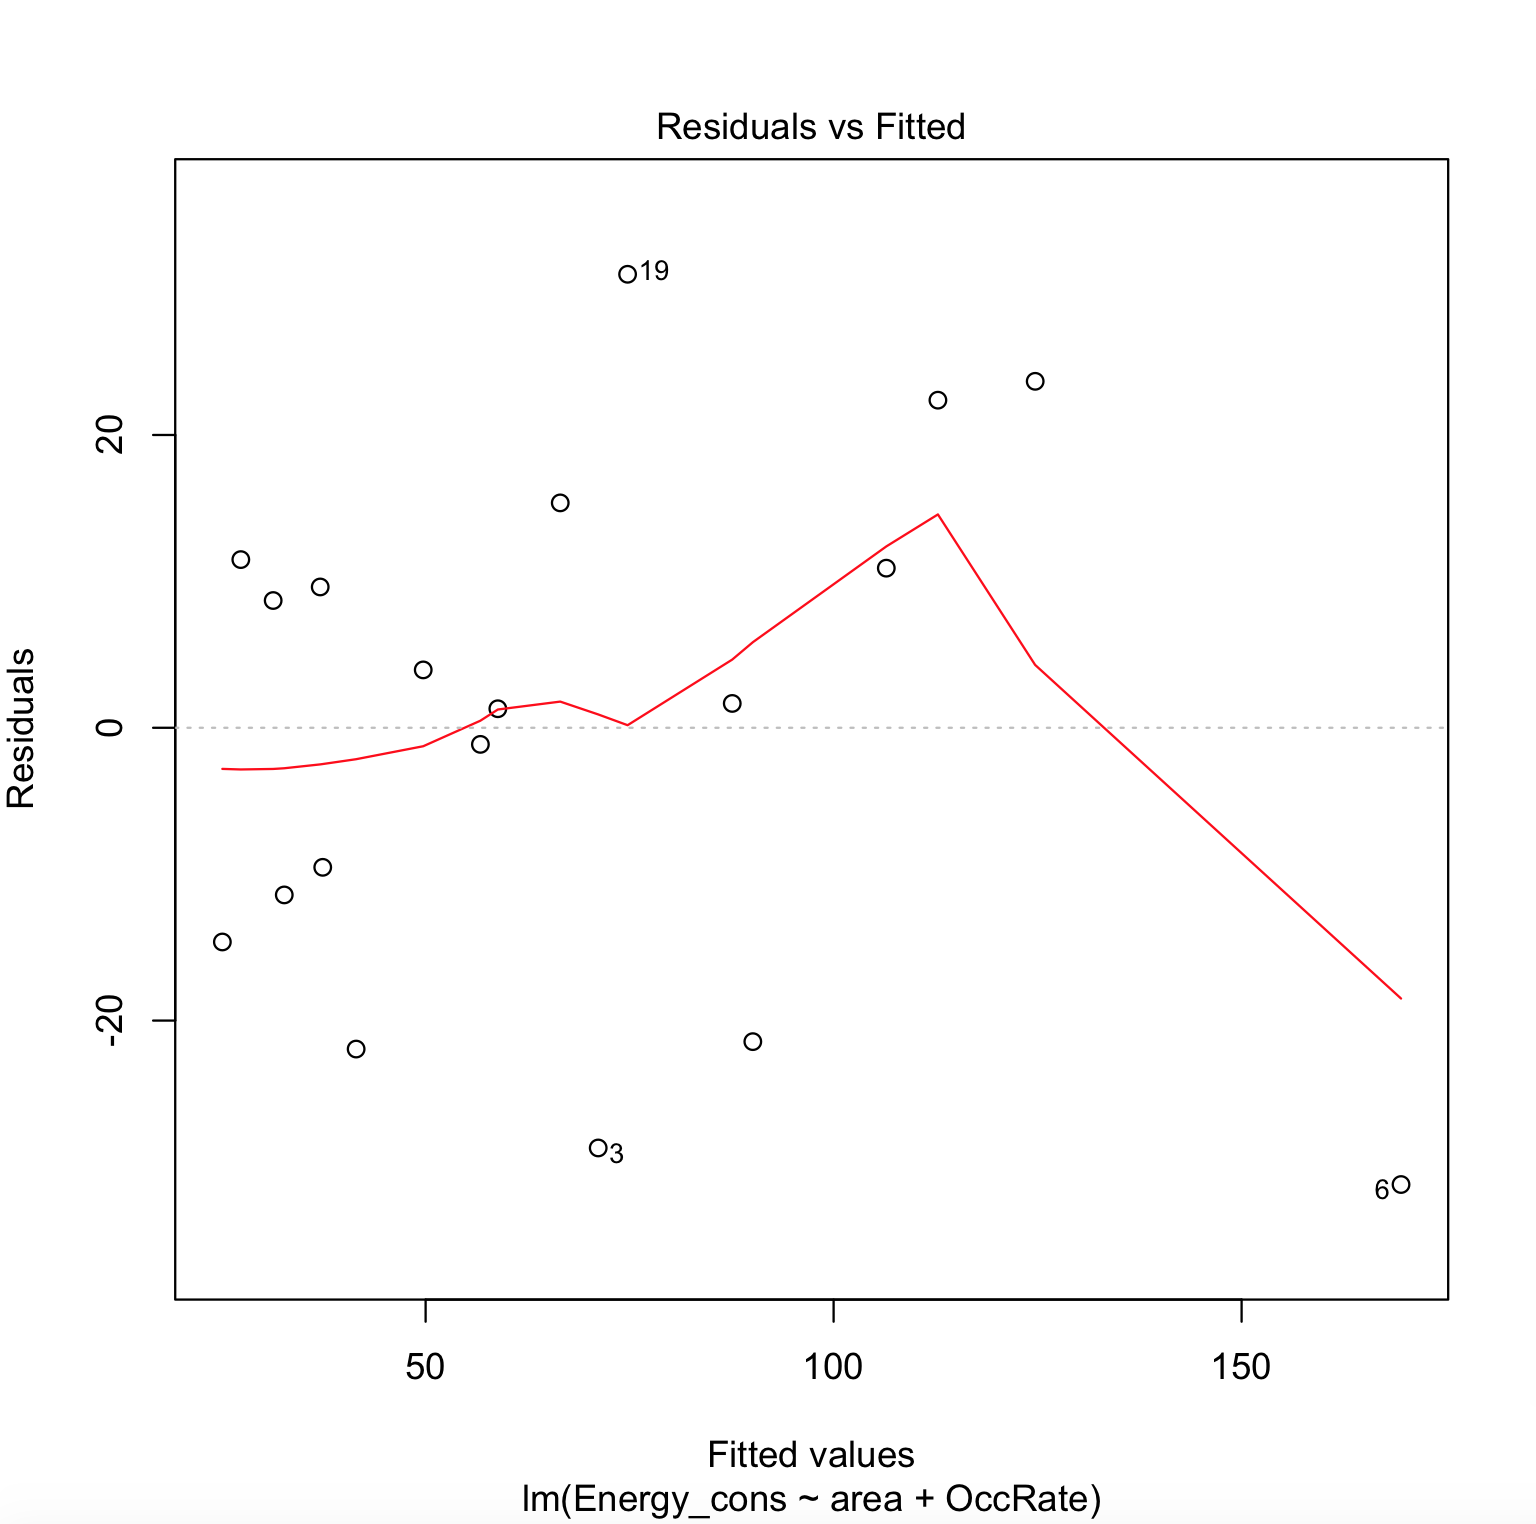 Residuals vs Fitted
19
20
Residuals
0
-20
3
6
50
100
150
Fitted values
lm(Energy_cons ~ area + OccRate)